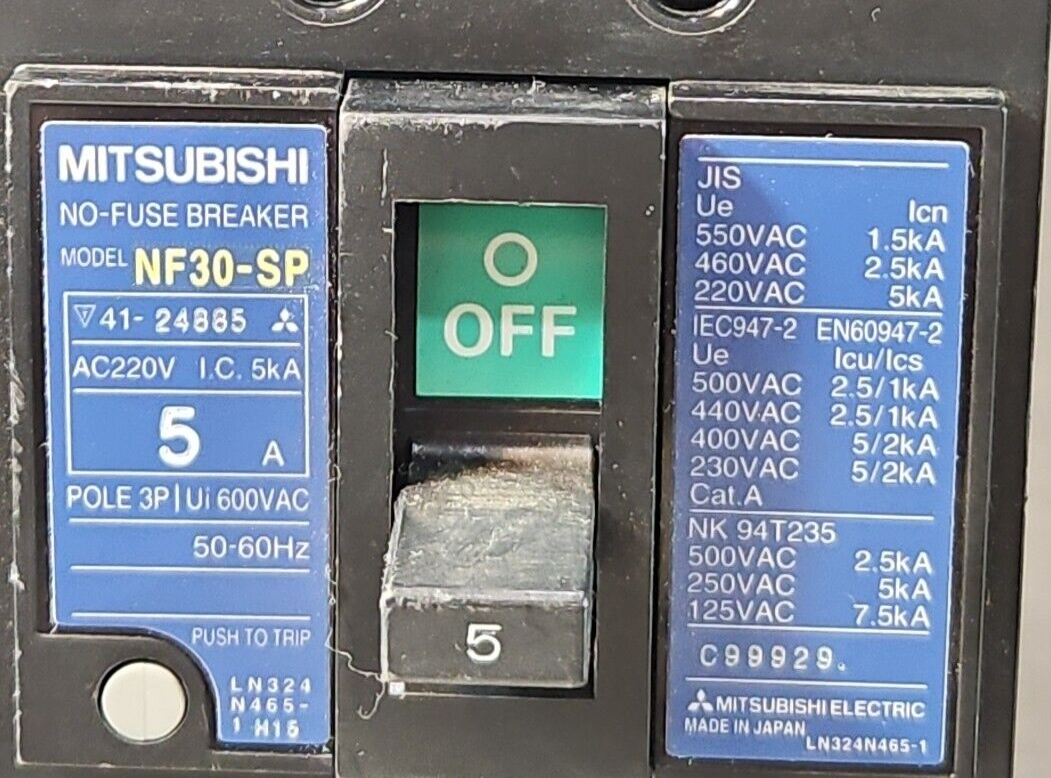 MITSUBISHI
NO-FUSE BREAKER
MODEL NF30-SP
41- 24885
AC220V I.C. 5kA
5 A
POLE 3P | Ui 600VAC
50-60Hz
PUSH TO TRIP
LN324
N465-
1 H15
O
OFF
5
JIS
Ue Icn
550VAC 1.5kA
460VAC 2.5kA
220VAC 5kA
IEC947-2 EN60947-2
Ue Icu/Ics
500VAC 2.5/1kA
440VAC 2.5/1kA
400VAC 5/2kA
230VAC 5/2kA
Cat.A
NK 94T235
500VAC 2.5kA
250VAC 5kA
125VAC 7.5kA
C99929.
MITSUBISHI ELECTRIC
MADE IN JAPAN
LN324N465-1